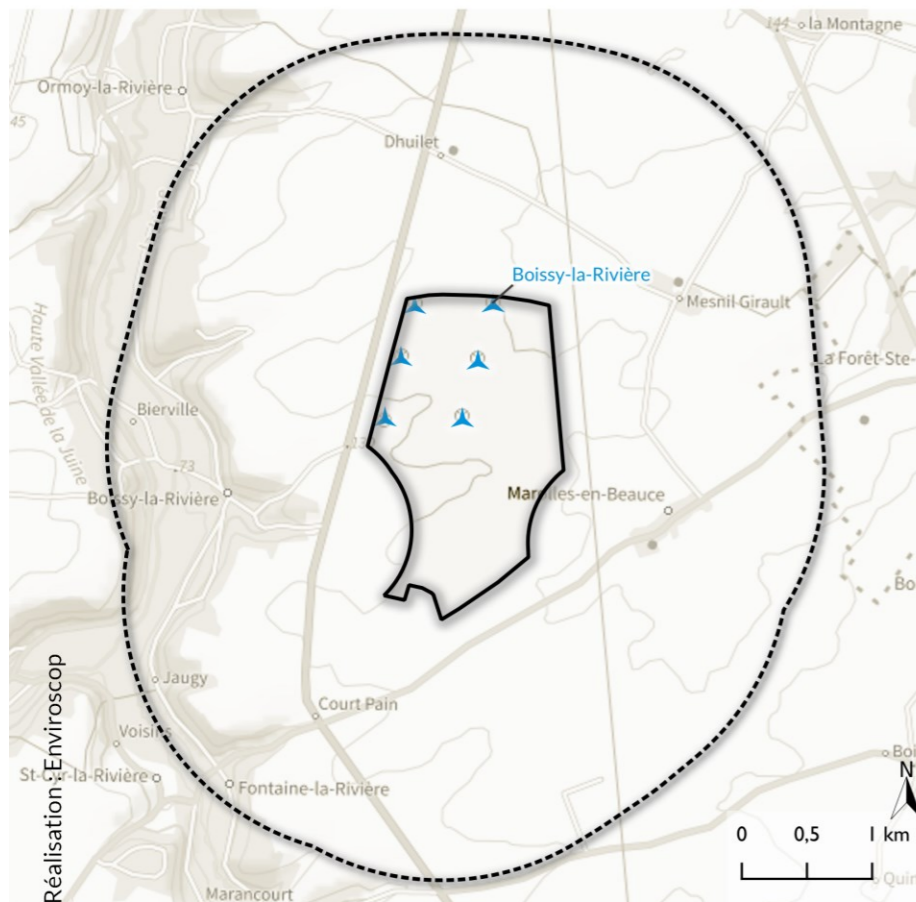 144
la Montagne
Ormoy-la-Rivière
45
Dhuilet
Boissy-la-Rivière
Mesnil Girault
Haute Vallée de la Juine
La Forêt-Ste-
Bierville
.73
Boissy-la-Rivière
Marolles-en-Beauce
Réalisation : Enviroscop
Jaugy
Court Pain
Voisins
St-Cyr-la-Rivière
Fontaine-la-Rivière
Bo
Boi
N
0 0,5 1 km
Marancourt
Quir